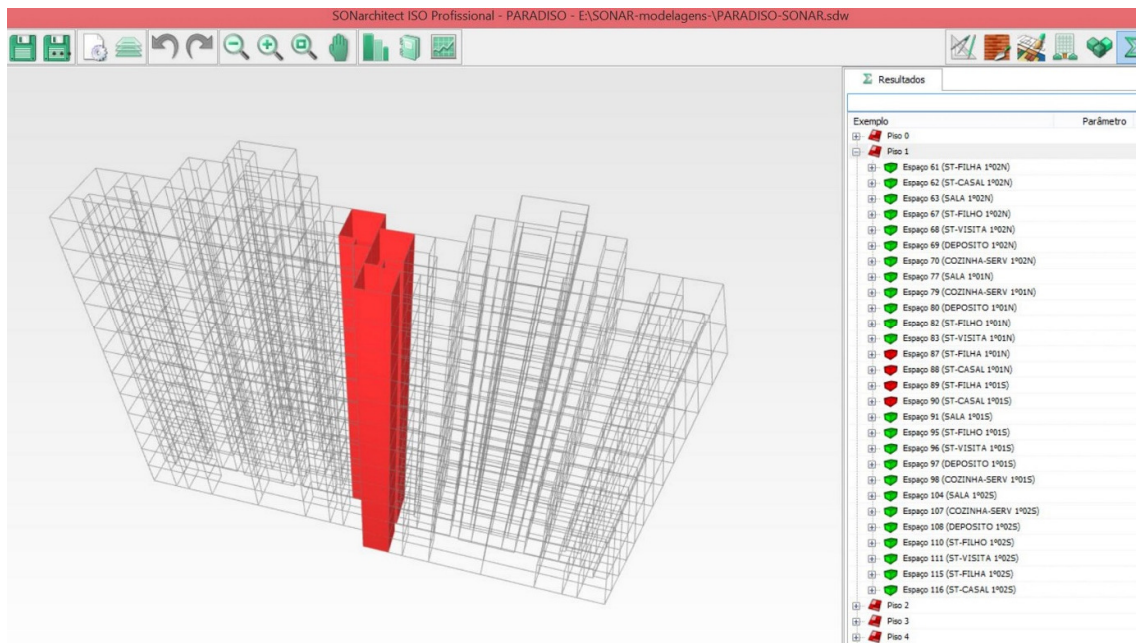 SONarchitect ISO Profissional - PARADISO - E:\SONAR-modelagens-\PARADISO-SONAR.sdw
Σ Resultados
Exemplo Parâmetro
Piso 0
Piso 1
Espaço 61 (ST-FILHA 1º02N)
Espaço 62 (ST-CASAL 1º02N)
Espaço 63 (SALA 1º02N)
Espaço 67 (ST-FILHO 1º02N)
Espaço 68 (ST-VISITA 1º02N)
Espaço 69 (DEPOSITO 1º02N)
Espaço 70 (COZINHA-SERV 1º02N)
Espaço 77 (SALA 1º01N)
Espaço 79 (COZINHA-SERV 1º01N)
Espaço 80 (DEPOSITO 1º01N)
Espaço 82 (ST-FILHO 1º01N)
Espaço 83 (ST-VISITA 1º01N)
Espaço 87 (ST-FILHA 1º01N)
Espaço 88 (ST-CASAL 1º01N)
Espaço 89 (ST-FILHA 1º01S)
Espaço 90 (ST-CASAL 1º01S)
Espaço 91 (SALA 1º01S)
Espaço 95 (ST-FILHO 1º01S)
Espaço 96 (ST-VISITA 1º01S)
Espaço 97 (DEPOSITO 1º01S)
Espaço 98 (COZINHA-SERV 1º01S)
Espaço 104 (SALA 1º02S)
Espaço 107 (COZINHA-SERV 1º02S)
Espaço 108 (DEPOSITO 1º02S)
Espaço 110 (ST-FILHO 1º02S)
Espaço 111 (ST-VISITA 1º02S)
Espaço 115 (ST-FILHA 1º02S)
Espaço 116 (ST-CASAL 1º02S)
Piso 2
Piso 3
Piso 4